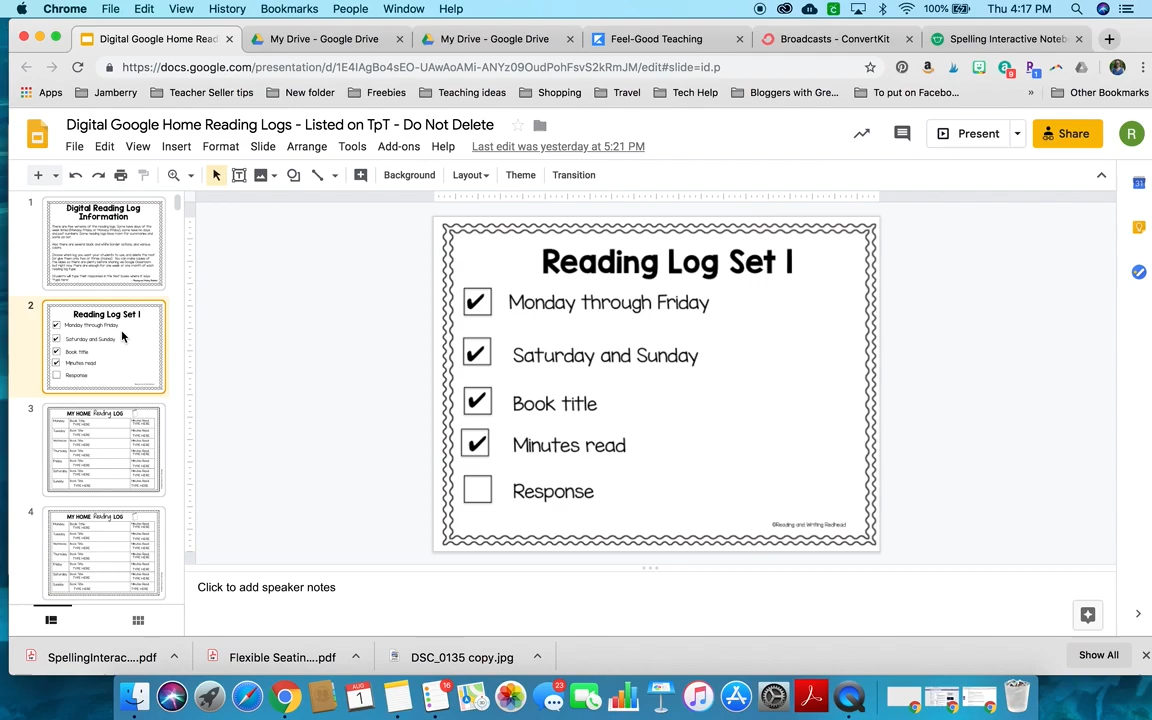 Chrome File Edit View History Bookmarks People Window Help 100% Thu 4:17 PM
Digital Google Home Read My Drive – Google Drive My Drive – Google Drive Feel-Good Teaching Broadcasts – ConvertKit Spelling Interactive Noteb
https://docs.google.com/presentation/d/1E4IAgBo4sEO-UAwAoAMi-ANYz09OudPohFsvS2kRmJM/edit#slide=id.p
Apps Jamberry Teacher Seller tips New folder Freebies Teaching ideas Shopping Travel Tech Help Bloggers with Gre... To put on Facebo... » Other Bookmarks
Digital Google Home Reading Logs - Listed on TpT - Do Not Delete
File Edit View Insert Format Slide Arrange Tools Add-ons Help Last edit was yesterday at 5:21 PM
Present Share R
Background Layout Theme Transition
1
Digital Reading Log
Information
2
Reading Log Set 1
Monday through Friday
Saturday and Sunday
Book title
Minutes read
Response
3
MY HOME Reading LOG
4
MY HOME Reading LOG
Reading Log Set 1
Monday through Friday
Saturday and Sunday
Book title
Minutes read
Response
©Reading and Writing Redhead
Click to add speaker notes
SpellingInterac....pdf Flexible Seatin....pdf DSC_0135 copy.jpg Show All